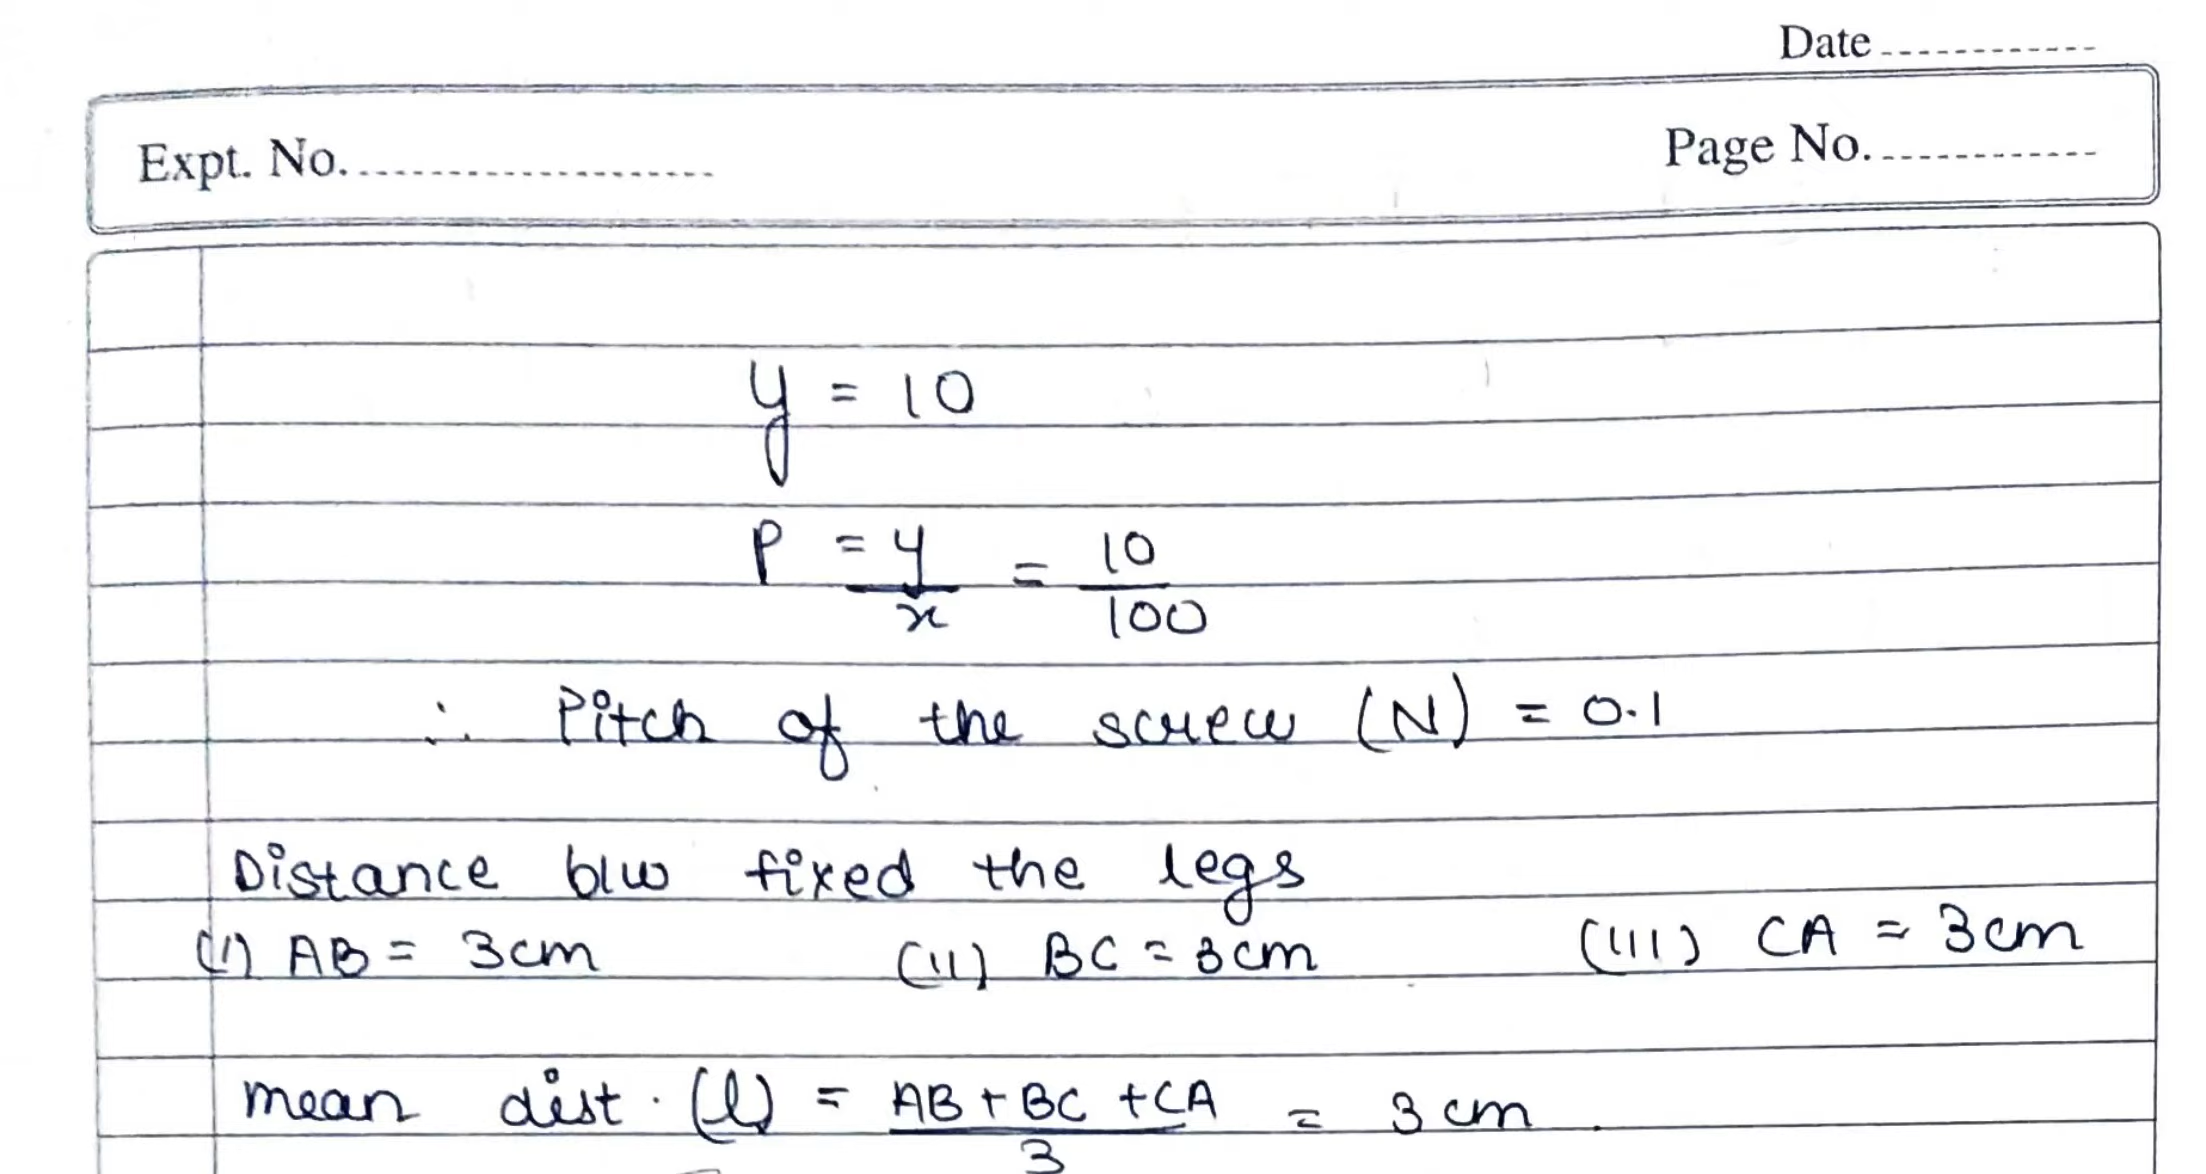 Date
Expt. No.
Page No.
y = 10
P = y/x = 10/100
∴ Pitch of the screw (N) = 0.1
Distance b/w fixed the legs
(i) AB = 3cm (ii) BC = 3cm (iii) CA = 3cm
mean dist. (l) = AB + BC + CA / 3 = 3 cm.